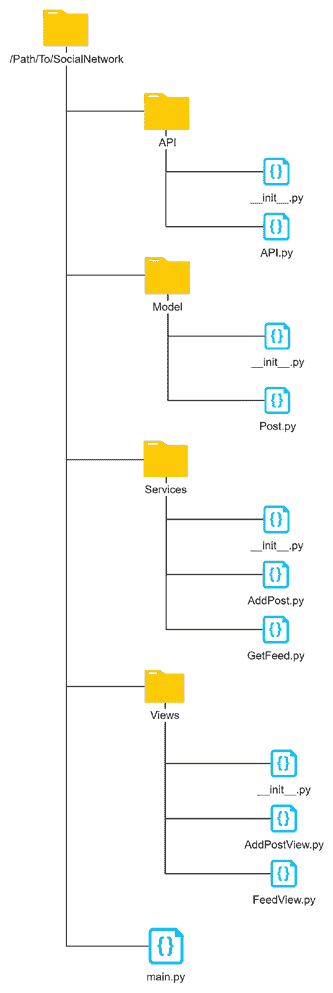 /Path/To/SocialNetwork
API
__init__.py
API.py
Model
__init__.py
Post.py
Services
__init__.py
AddPost.py
GetFeed.py
Views
__init__.py
AddPostView.py
FeedView.py
main.py